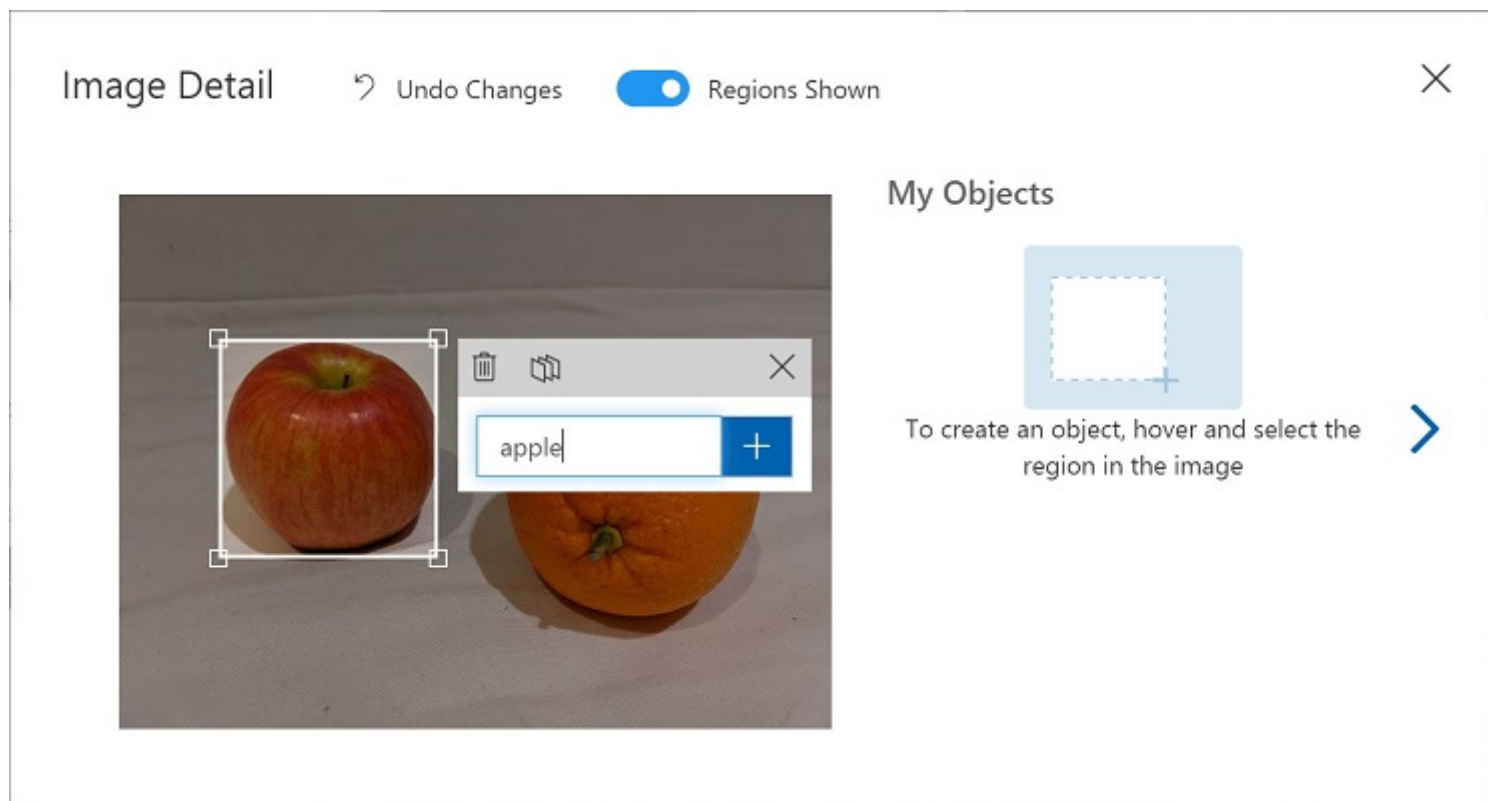 Image Detail
Undo Changes
Regions Shown
My Objects
apple
To create an object, hover and select the
region in the image